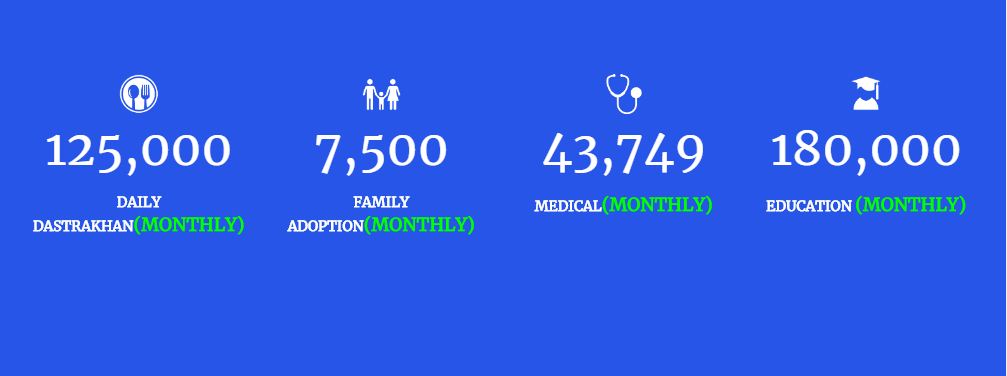 125,000
DAILY
DASTRAKHAN(MONTHLY)
7,500
FAMILY
ADOPTION(MONTHLY)
43,749
MEDICAL(MONTHLY)
180,000
EDUCATION (MONTHLY)